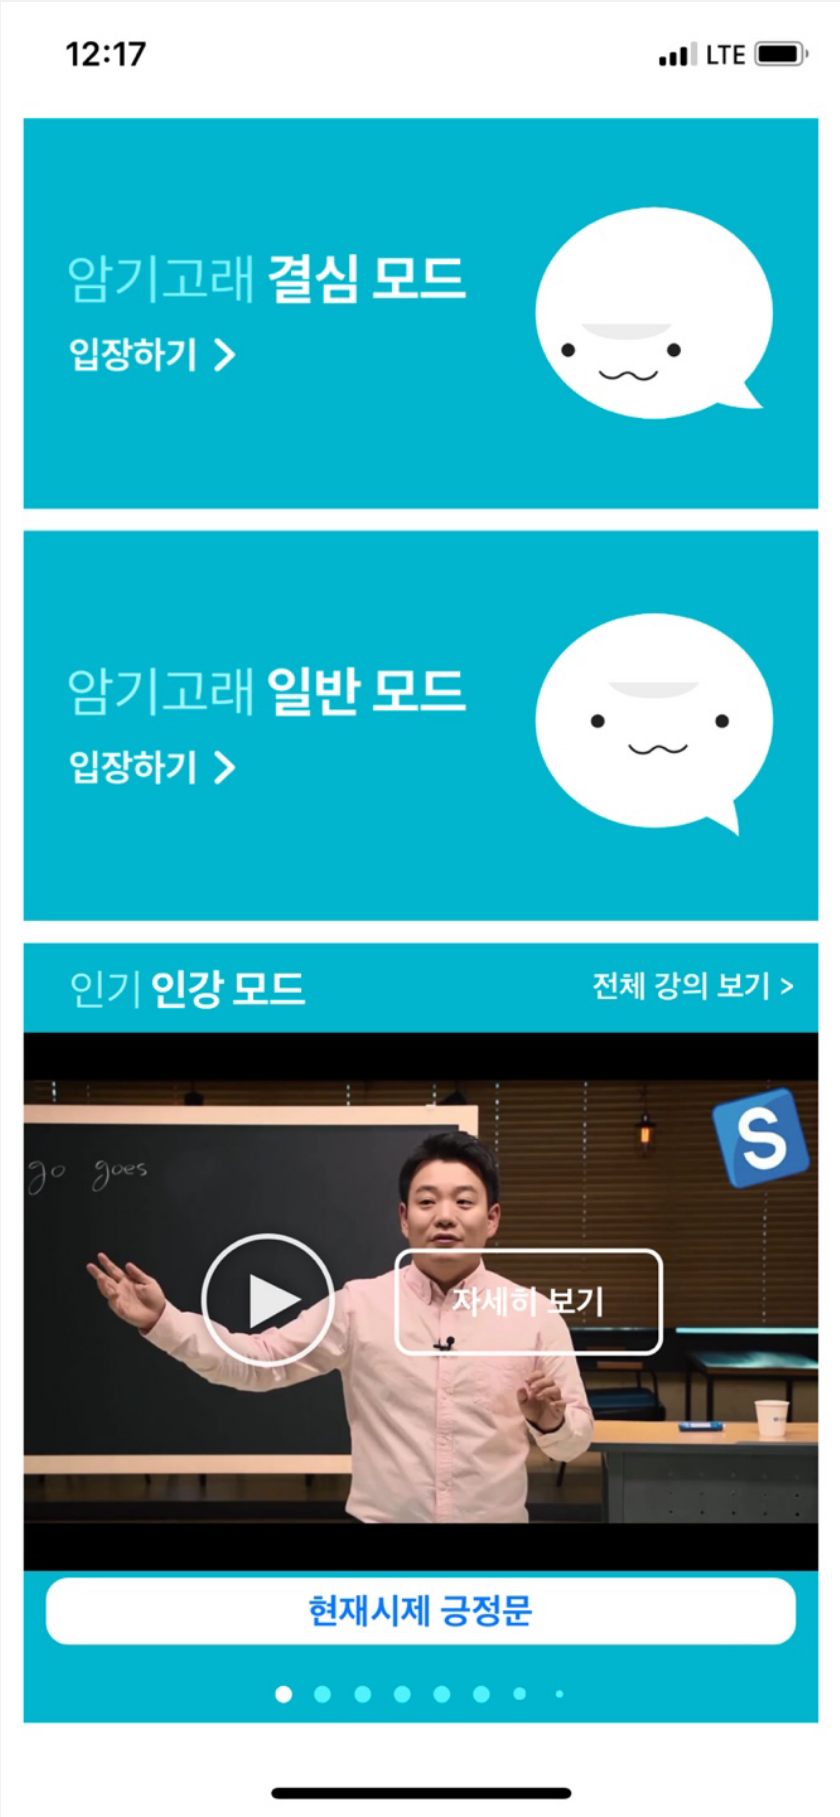 12:17
LTE
암기고래 결심 모드
입장하기 >
암기고래 일반 모드
입장하기 >
인기 인강 모드
전체 강의 보기 >
go goes
S
자세히 보기
현재시제 긍정문